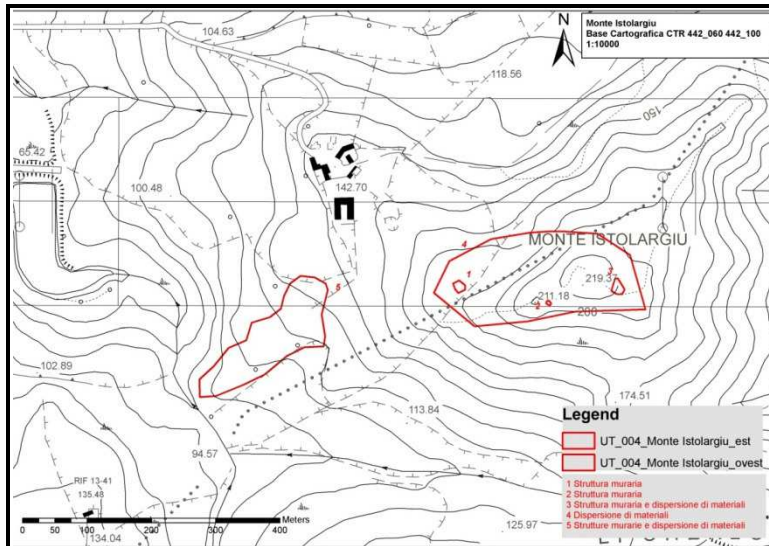 Monte Istolargiu
Base Cartografica CTR 442_060 442_100
1:10000
N
104.63
118.56
150
65.42
142.70
100.48
MONTE ISTOLARGIU
4
1
5
3
219.37
2
211.18
200
102.89
174.51
113.84
94.57
Legend
UT_004_Monte Istolargiu_est
UT_004_Monte Istolargiu_ovest
1 Struttura muraria
2 Struttura muraria
3 Struttura muraria e dispersione di materiali
4 Dispersione di materiali
5 Strutture murarie e dispersione di materiali
RIF 13-41
135.48
Meters
0 50 100 200 300 400
134.04
125.97